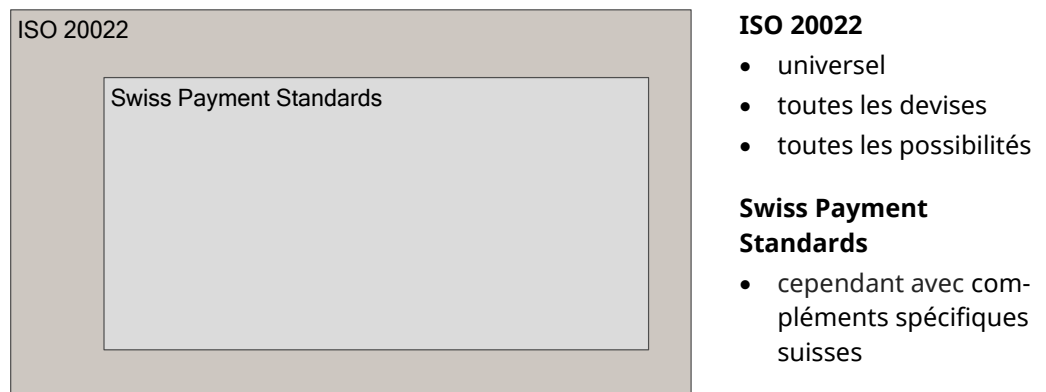 ISO 20022
Swiss Payment Standards
ISO 20022
• universel
• toutes les devises
• toutes les possibilités
Swiss Payment
Standards
• cependant avec com-
pléments spécifiques
suisses